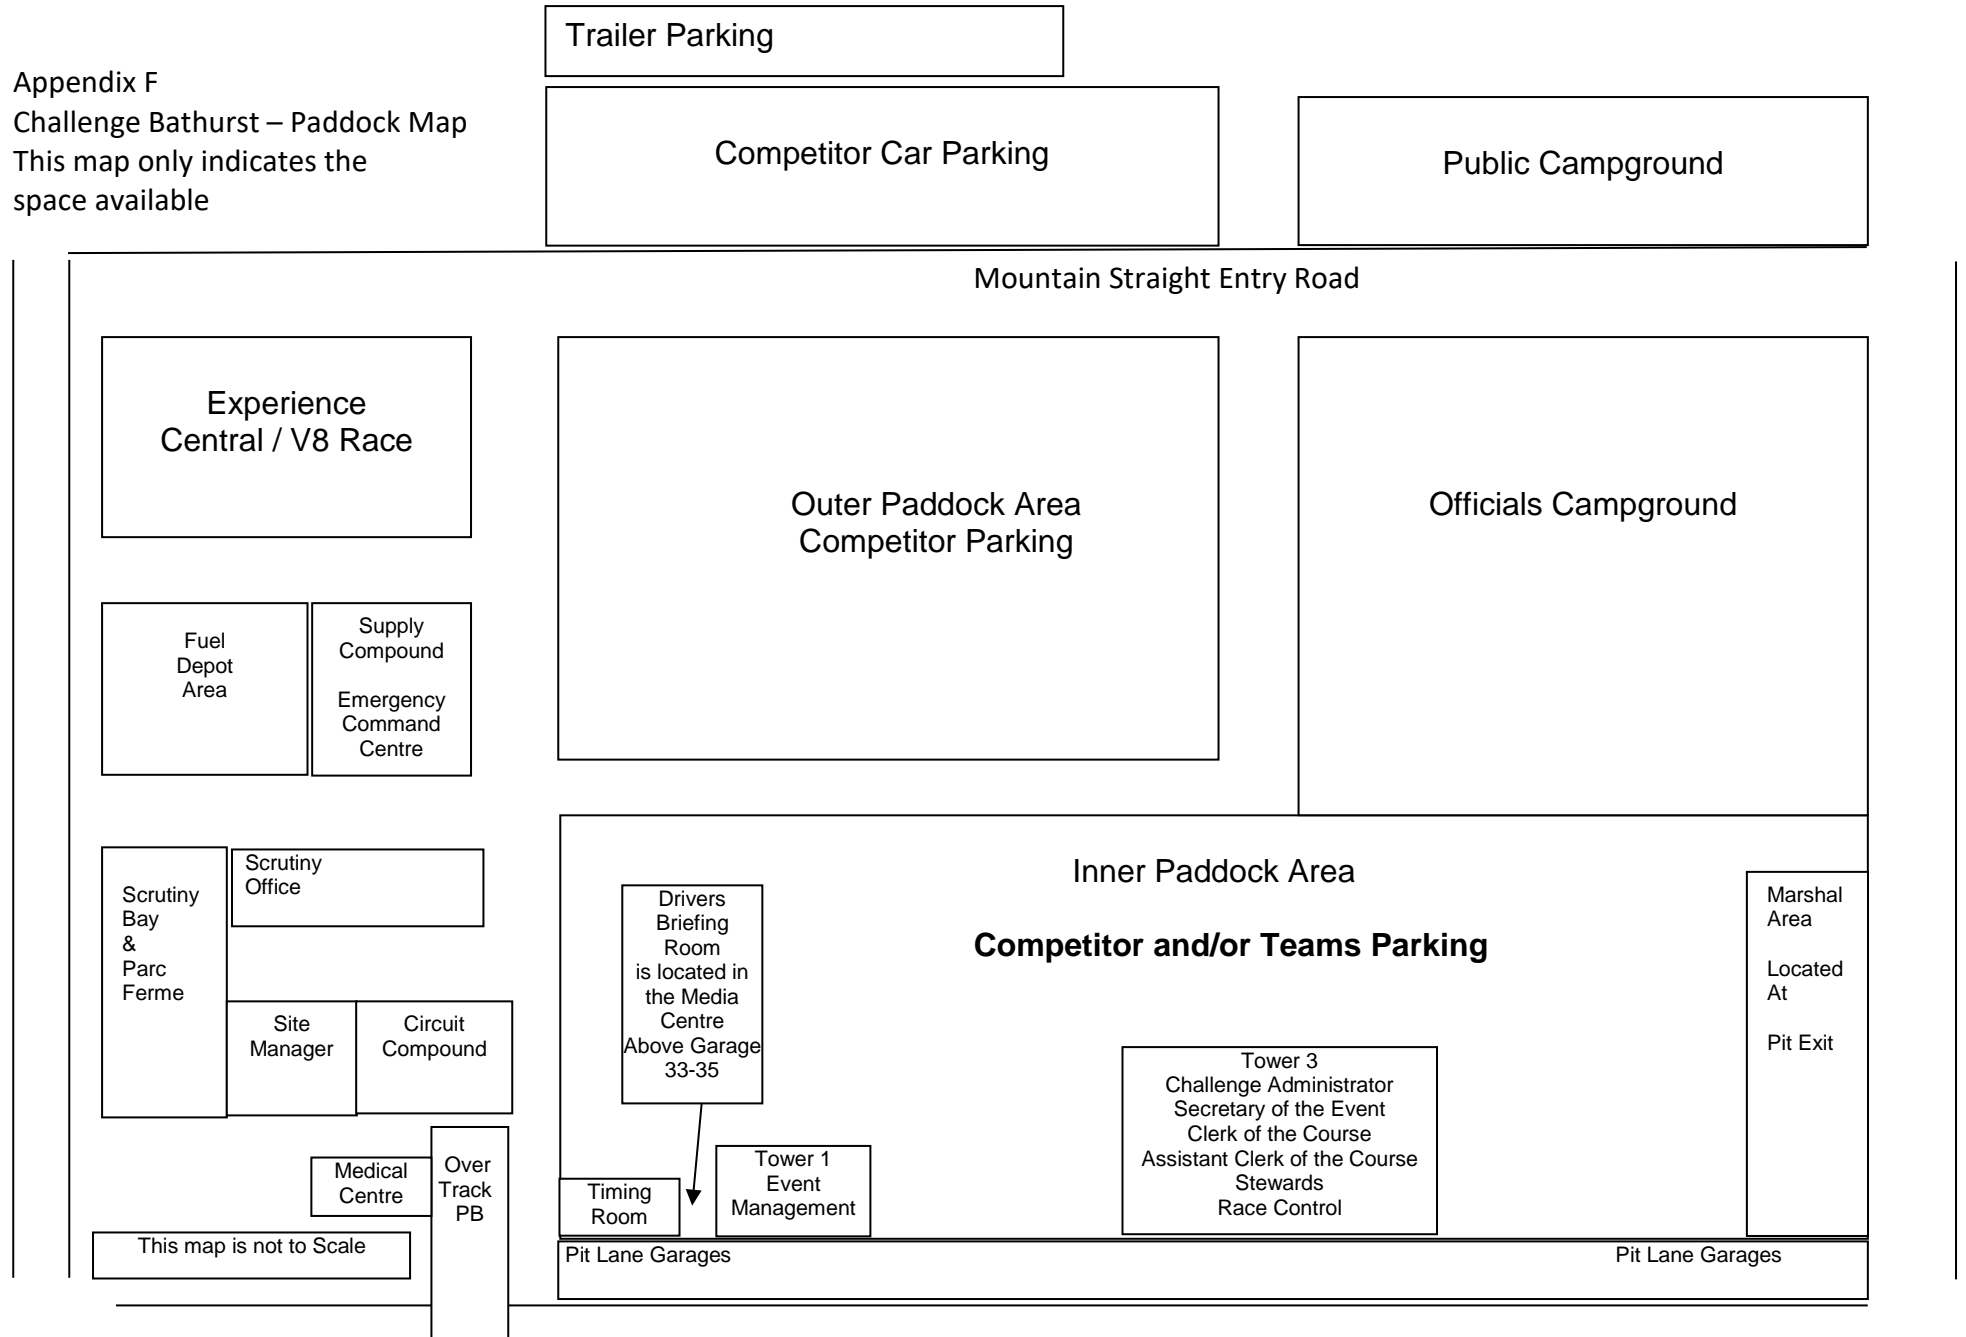 Trailer Parking
Appendix F
Challenge Bathurst – Paddock Map
This map only indicates the
space available
Competitor Car Parking
Public Campground
Mountain Straight Entry Road
Experience
Central / V8 Race
Outer Paddock Area
Competitor Parking
Officials Campground
Fuel
Depot
Area
Supply
Compound
Emergency
Command
Centre
Scrutiny
Bay
&
Parc
Ferme
Scrutiny
Office
Site
Manager
Circuit
Compound
Inner Paddock Area
Competitor and/or Teams Parking
Drivers
Briefing
Room
is located in
the Media
Centre
Above Garage
33-35
Marshal
Area
Located
At
Pit Exit
Tower 3
Challenge Administrator
Secretary of the Event
Clerk of the Course
Assistant Clerk of the Course
Stewards
Race Control
Medical
Centre
Over
Track
PB
Timing
Room
Tower 1
Event
Management
This map is not to Scale
Pit Lane Garages
Pit Lane Garages